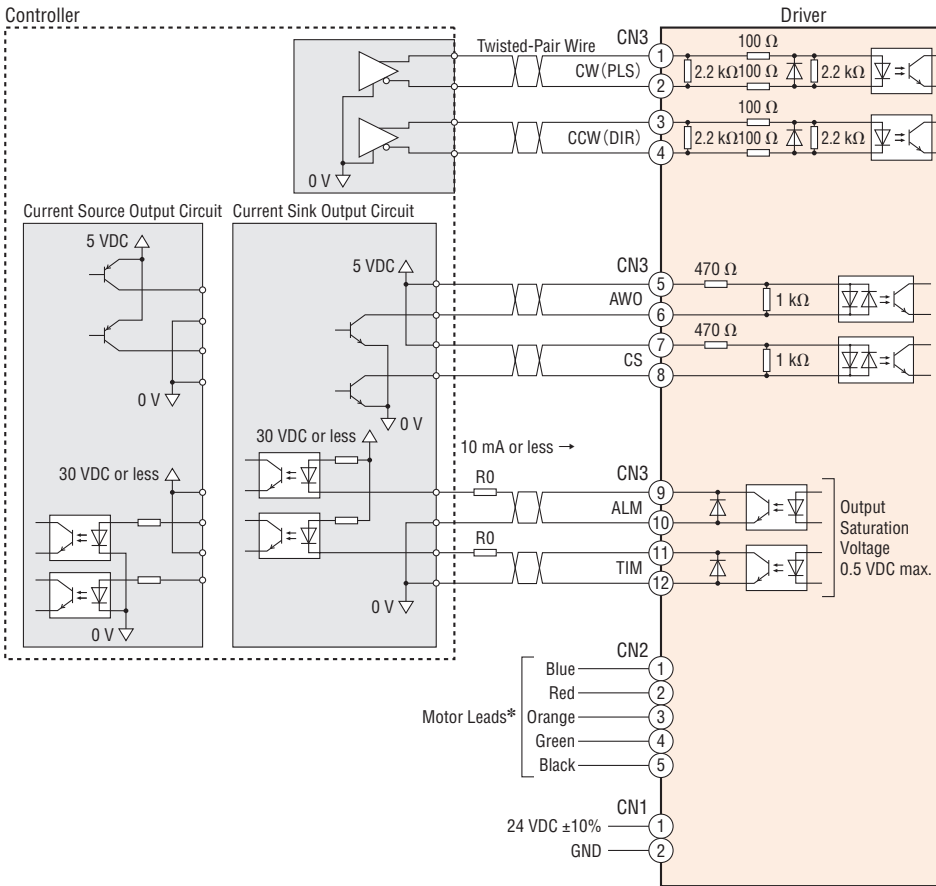 Controller
Driver
Twisted-Pair Wire
CN3
CW(PLS)
1
2
100 Ω
2.2 kΩ
100 Ω
2.2 kΩ
CCW(DIR)
3
4
100 Ω
2.2 kΩ
100 Ω
2.2 kΩ
0 V
Current Source Output Circuit
Current Sink Output Circuit
5 VDC
5 VDC
CN3
AWO
5
6
470 Ω
1 kΩ
CS
7
8
470 Ω
1 kΩ
0 V
0 V
30 VDC or less
10 mA or less →
30 VDC or less
R0
CN3
ALM
9
10
R0
TIM
11
12
Output
Saturation
Voltage
0.5 VDC max.
0 V
0 V
CN2
Motor Leads*
Blue 1
Red 2
Orange 3
Green 4
Black 5
CN1
24 VDC ±10% 1
GND 2